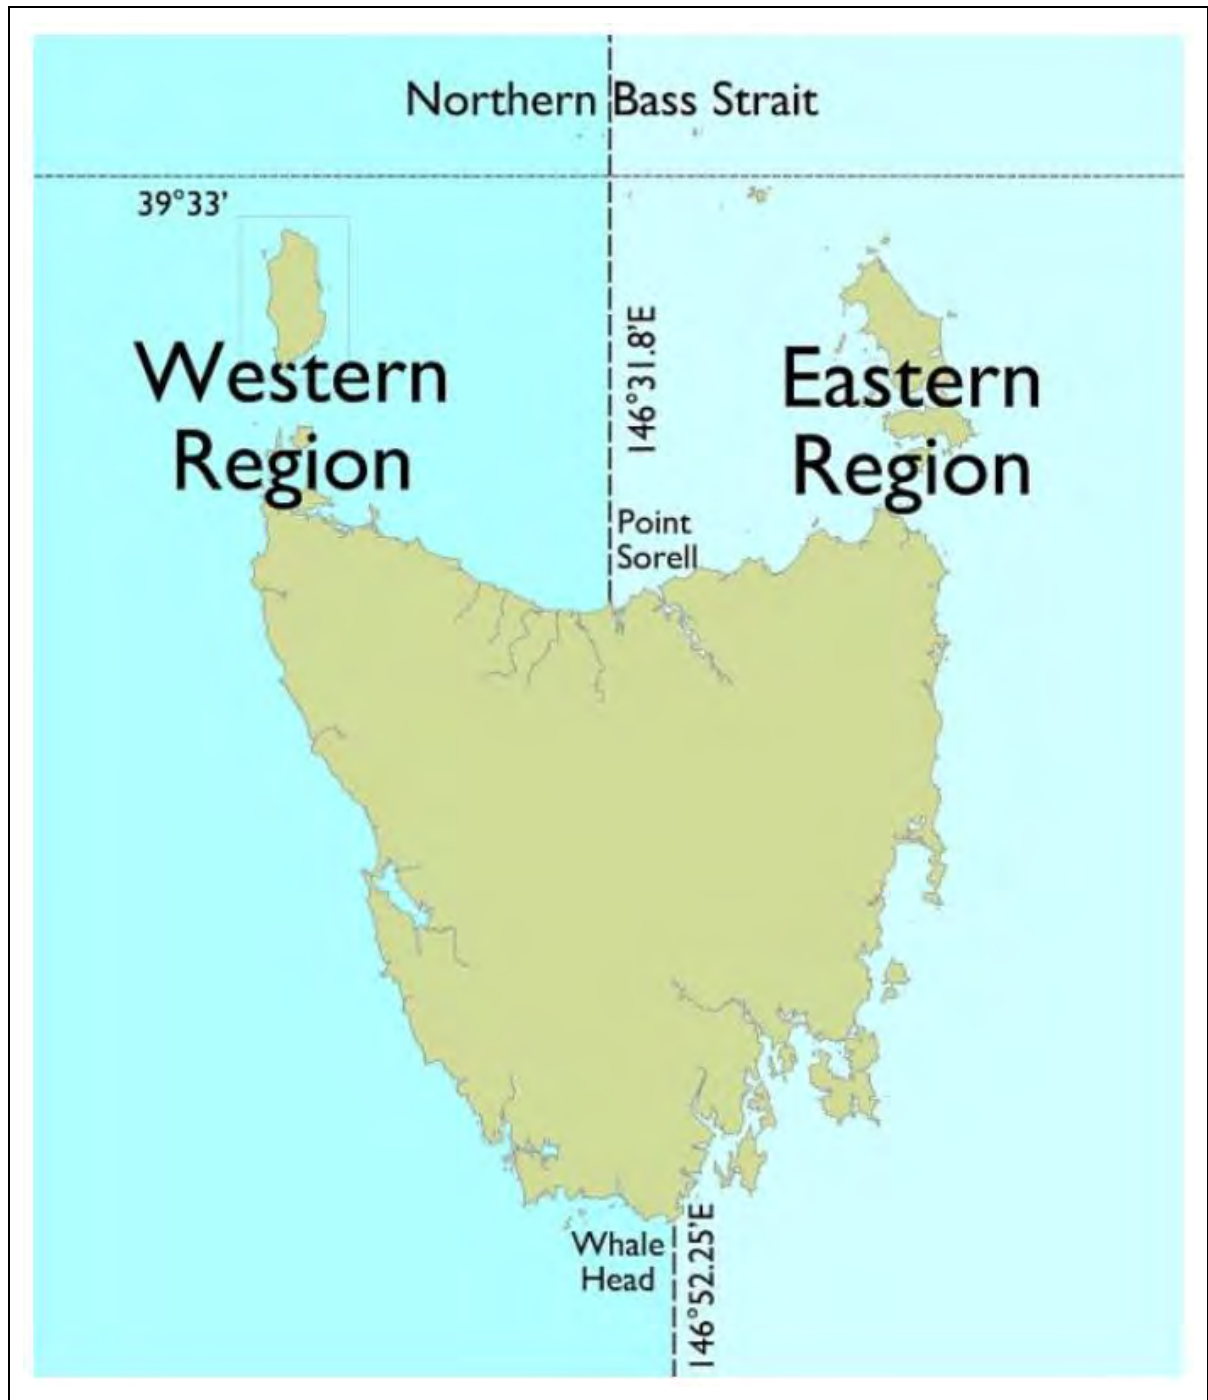 Northern Bass Strait
39°33'
Western
Region
146°31.8'E
Eastern
Region
Point
Sorell
Whale
Head
146°52.25'E